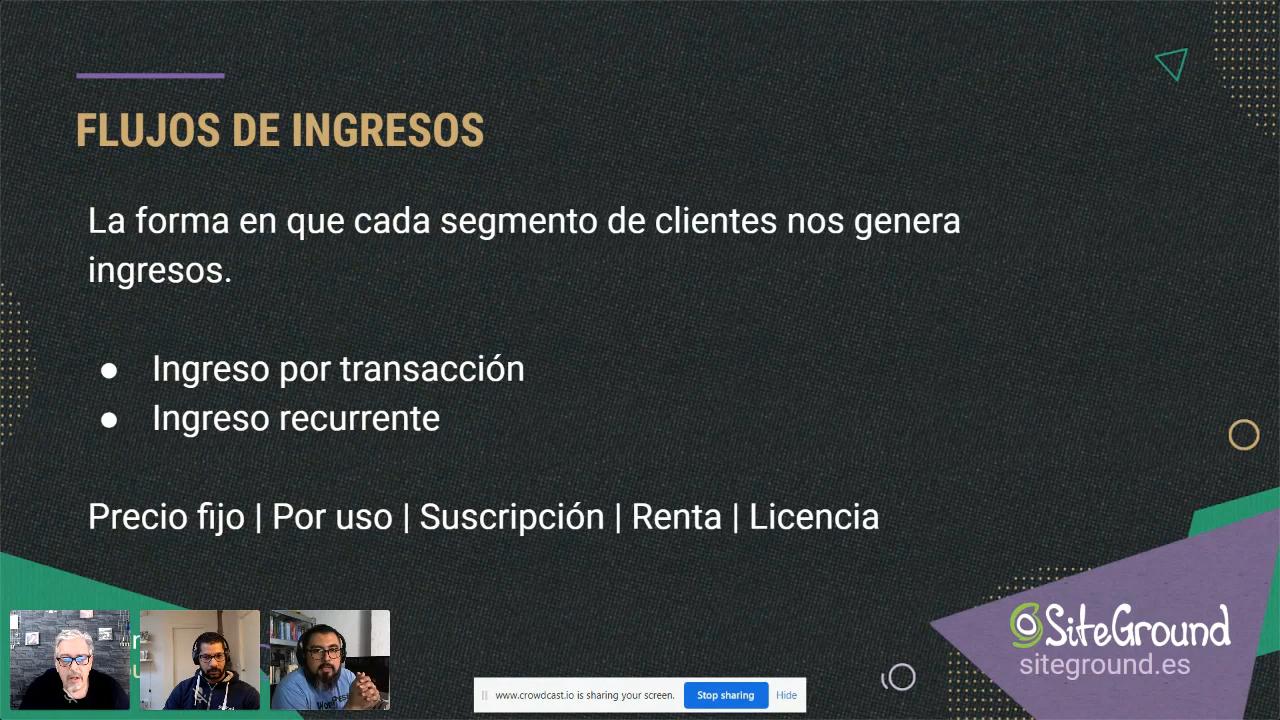 FLUJOS DE INGRESOS
La forma en que cada segmento de clientes nos genera
ingresos.
● Ingreso por transacción
● Ingreso recurrente
Precio fijo | Por uso | Suscripción | Renta | Licencia
SiteGround
siteground.es
www.crowdcast.io is sharing your screen.
Stop sharing
Hide